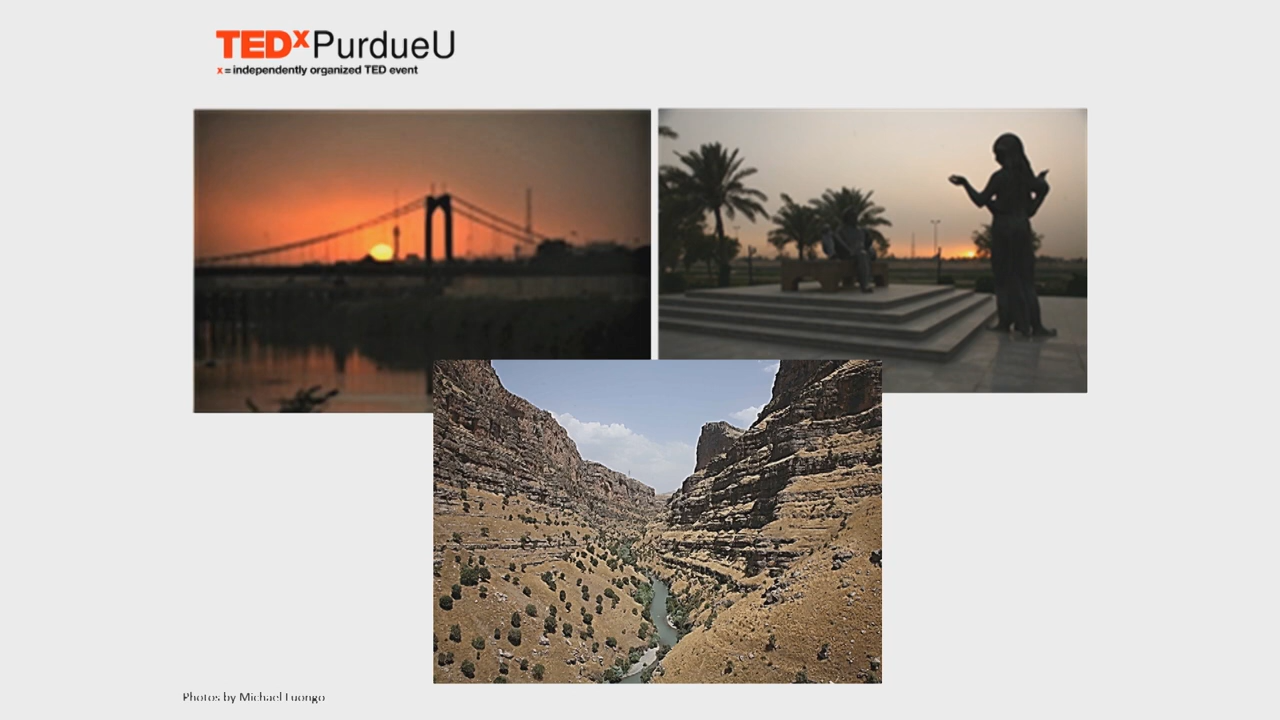 TEDxPurdueU
x = independently organized TED event
Photos by Michael Luongo